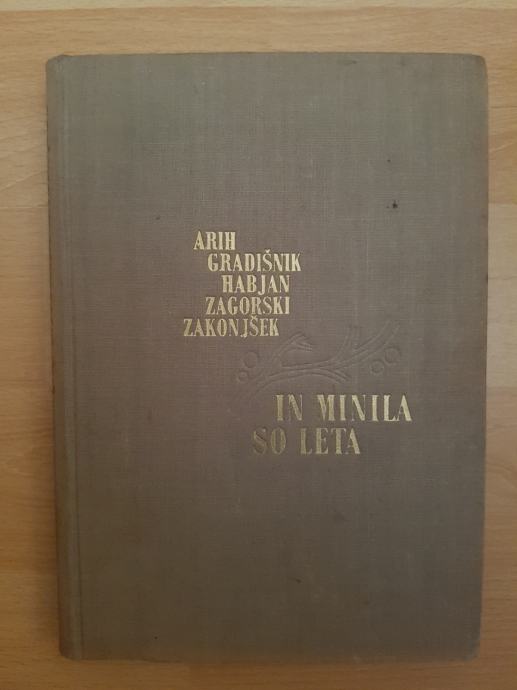 ARIH
GRADIŠNIK
HABJAN
ZAGORSKI
ZAKONJŠEK
IN MINILA
SO LETA